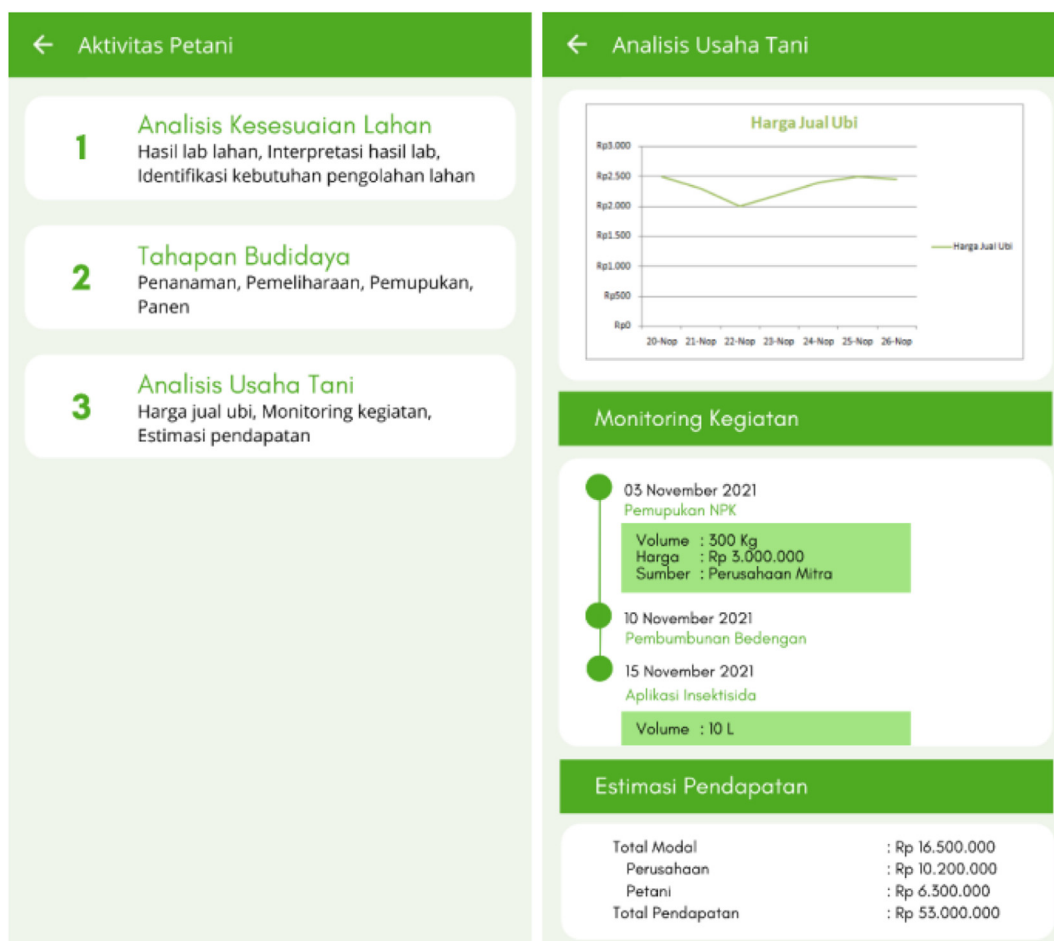 Aktivitas Petani
1
Analisis Kesesuaian Lahan
Hasil lab lahan, Interpretasi hasil lab,
Identifikasi kebutuhan pengolahan lahan
2
Tahapan Budidaya
Penanaman, Pemeliharaan, Pemupukan,
Panen
3
Analisis Usaha Tani
Harga jual ubi, Monitoring kegiatan,
Estimasi pendapatan
Analisis Usaha Tani
Harga Jual Ubi
Rp3.000
Rp2.500
Rp2.000
Rp1.500
Rp1.000
Rp500
Rp0
20-Nop 21-Nop 22-Nop 23-Nop 24-Nop 25-Nop 26-Nop
Harga Jual Ubi
Monitoring Kegiatan
03 November 2021
Pemupukan NPK
Volume : 300 Kg
Harga : Rp 3.000.000
Sumber : Perusahaan Mitra
10 November 2021
Pembumbunan Bedengan
15 November 2021
Aplikasi Insektisida
Volume : 10 L
Estimasi Pendapatan
Total Modal : Rp 16.500.000
Perusahaan : Rp 10.200.000
Petani : Rp 6.300.000
Total Pendapatan : Rp 53.000.000